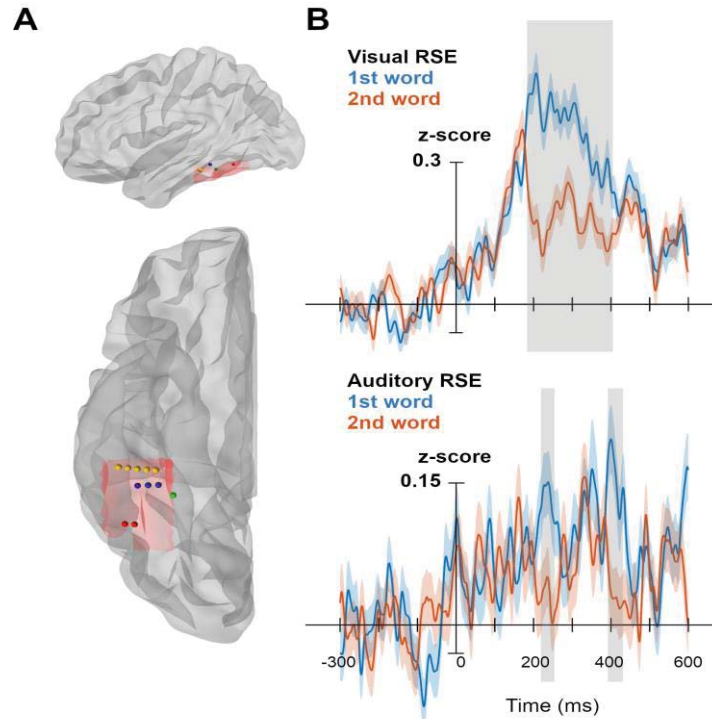 A
B
Visual RSE
1st word
2nd word
z-score
0.3
Auditory RSE
1st word
2nd word
z-score
0.15
-300
0
200
400
600
Time (ms)